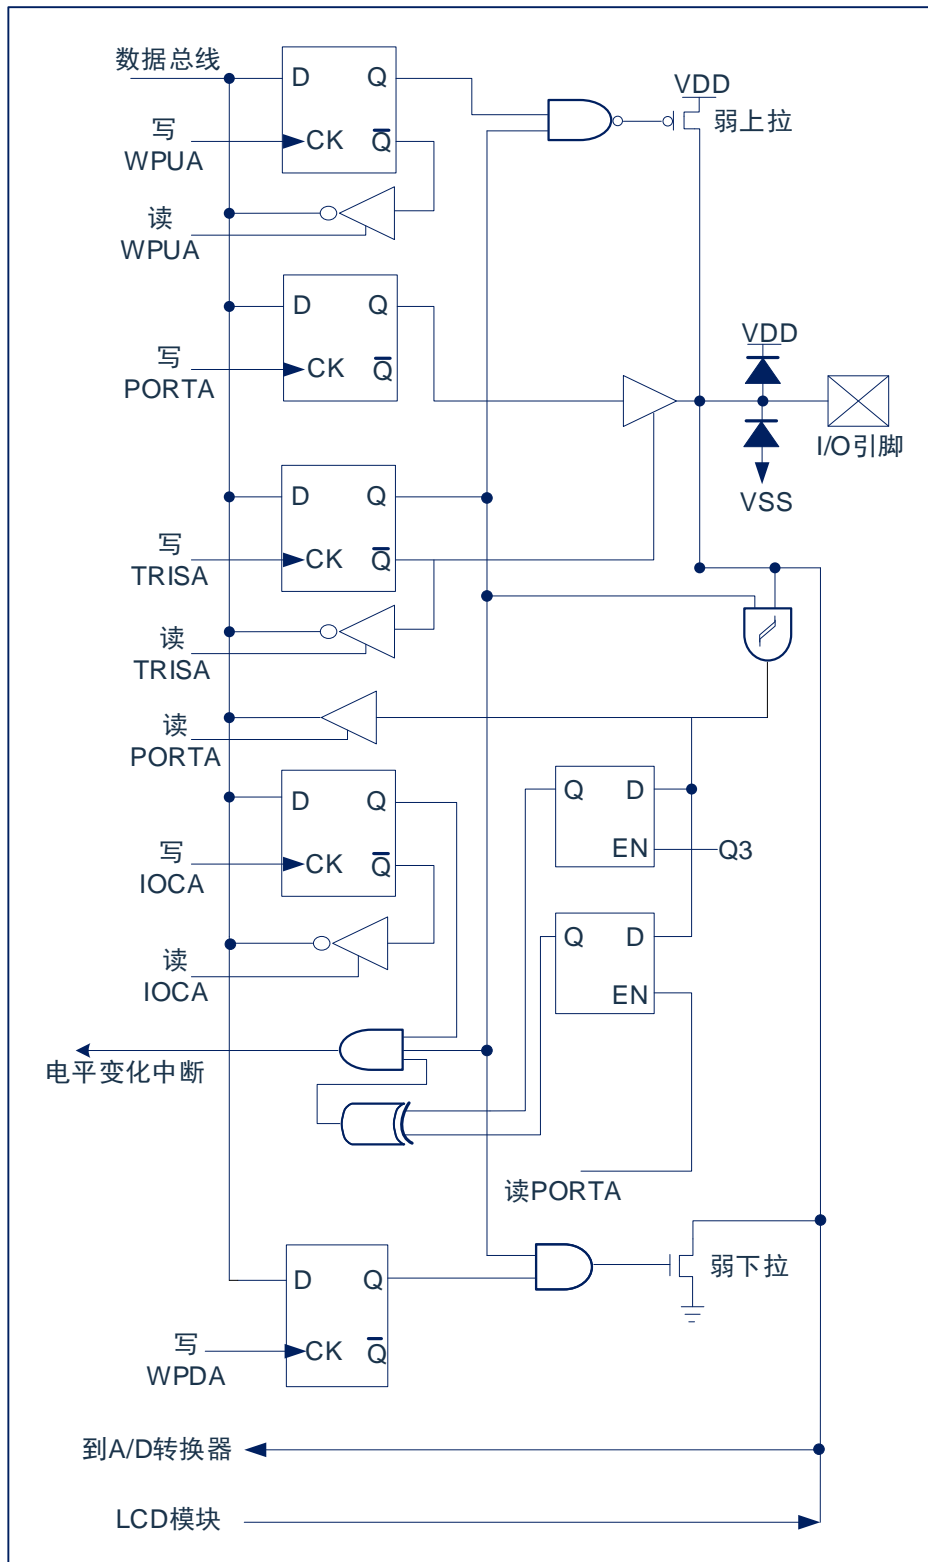 数据总线
D
Q
写
WPUA
CK
Q
读
WPUA
VDD
弱上拉
D
Q
写
PORTA
CK
Q
VDD
I/O引脚
VSS
D
Q
写
TRISA
CK
Q
读
TRISA
读
PORTA
D
Q
写
IOCA
CK
Q
读
IOCA
Q
D
EN
Q3
Q
D
EN
电平变化中断
读PORTA
D
Q
写
WPDA
CK
Q
弱下拉
到A/D转换器
LCD模块